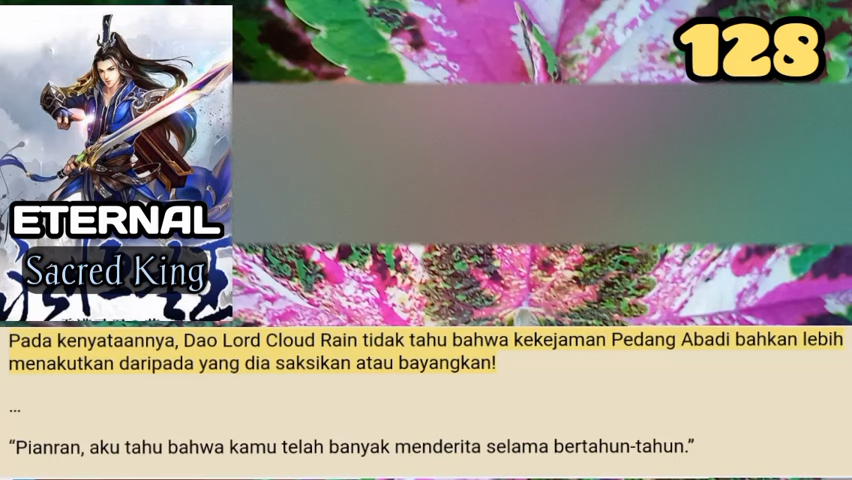 128
ETERNAL
Sacred King
Pada kenyataannya, Dao Lord Cloud Rain tidak tahu bahwa kekejaman Pedang Abadi bahkan lebih
menakutkan daripada yang dia saksikan atau bayangkan!
...
“Pianran, aku tahu bahwa kamu telah banyak menderita selama bertahun-tahun.”